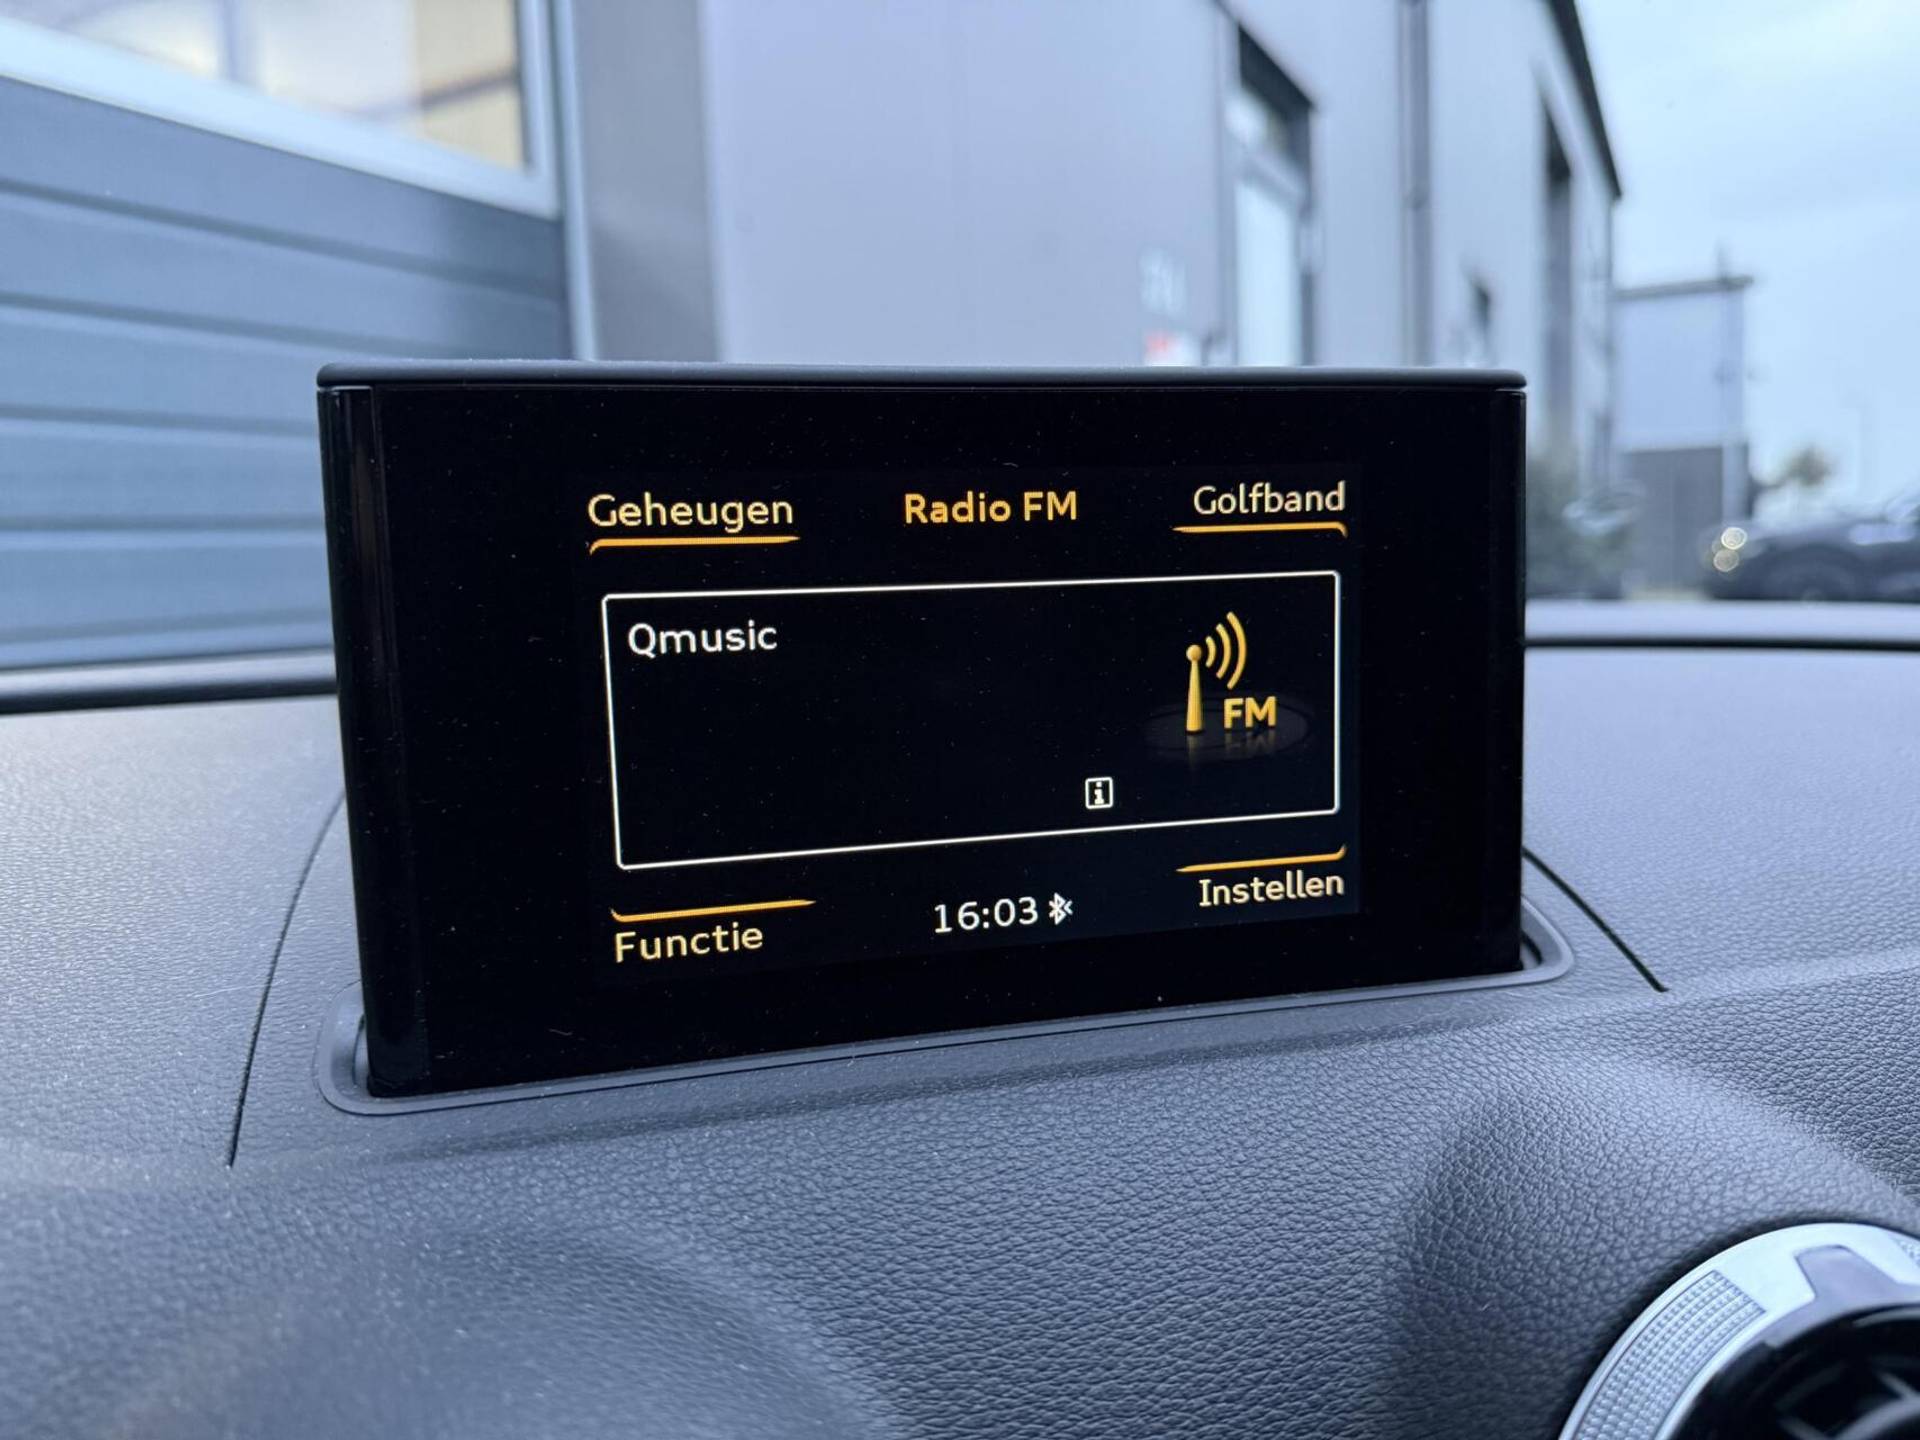 Geheugen Radio FM Golfband
Qmusic
FM
i
Functie 16:03 Instellen